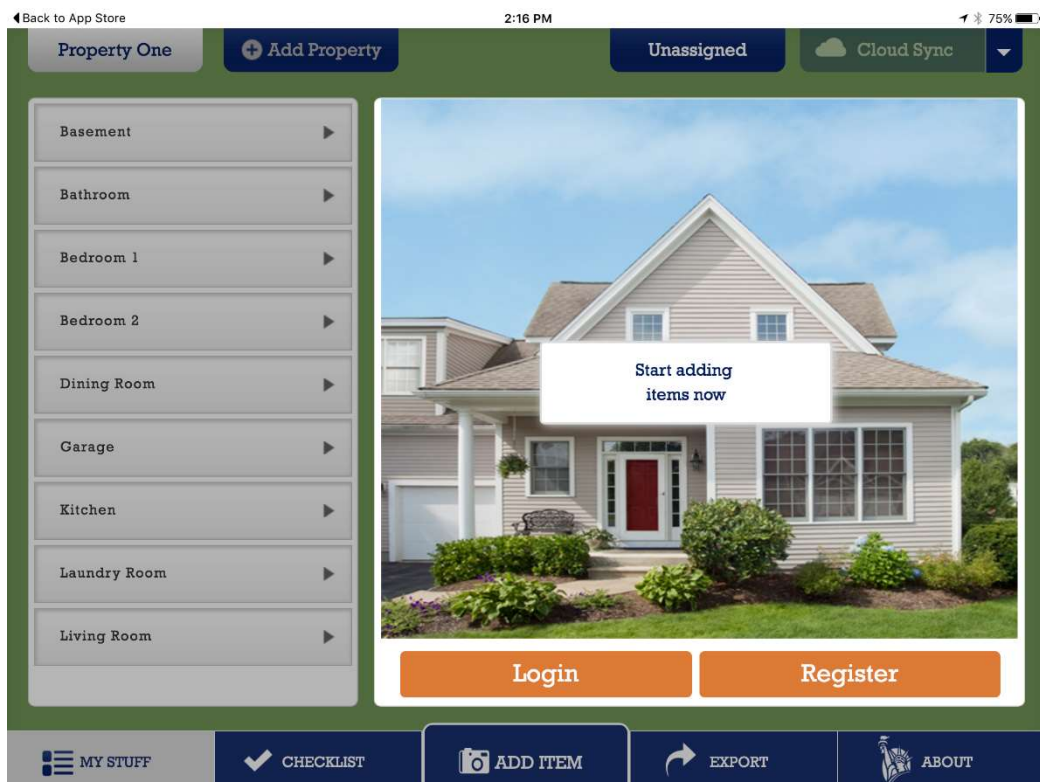 Back to App Store 2:16 PM 75%
Property One Add Property Unassigned Cloud Sync
Basement
Bathroom
Bedroom 1
Bedroom 2
Dining Room
Garage
Kitchen
Laundry Room
Living Room
Start adding
items now
Login Register
MY STUFF CHECKLIST ADD ITEM EXPORT ABOUT